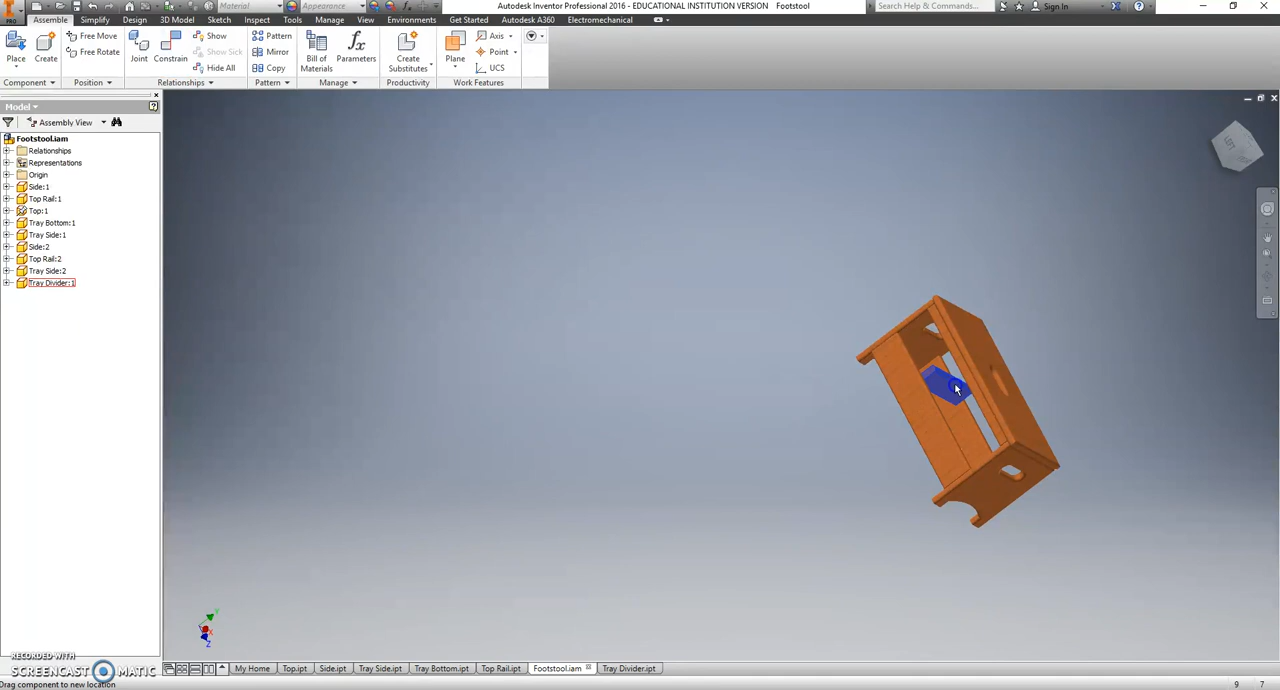 Material
Appearance
Autodesk Inventor Professional 2016 - EDUCATIONAL INSTITUTION VERSION Footstool
Search Help & Commands...
Sign In
PRO
Assemble Simplify Design 3D Model Sketch Inspect Tools Manage View Environments Get Started Autodesk A360 Electromechanical
Place
Create
Free Move
Free Rotate
Joint
Constrain
Show
Show Sick
Hide All
Pattern
Mirror
Copy
Bill of Materials
Parameters
Create Substitutes
Plane
Axis
Point
UCS
Component Position Relationships Pattern Manage Productivity Work Features
Model
Assembly View
Footstool.iam
Relationships
Representations
Origin
Side:1
Top Rail:1
Top:1
Tray Bottom:1
Tray Side:1
Side:2
Top Rail:2
Tray Side:2
Tray Divider:1
LEFT
Y
X
Z
RECORDED WITH
SCREENCAST MATIC
My Home Top.ipt Side.ipt Tray Side.ipt Tray Bottom.ipt Top Rail.ipt Footstool.iam Tray Divider.ipt
Drag component to new location
9 7